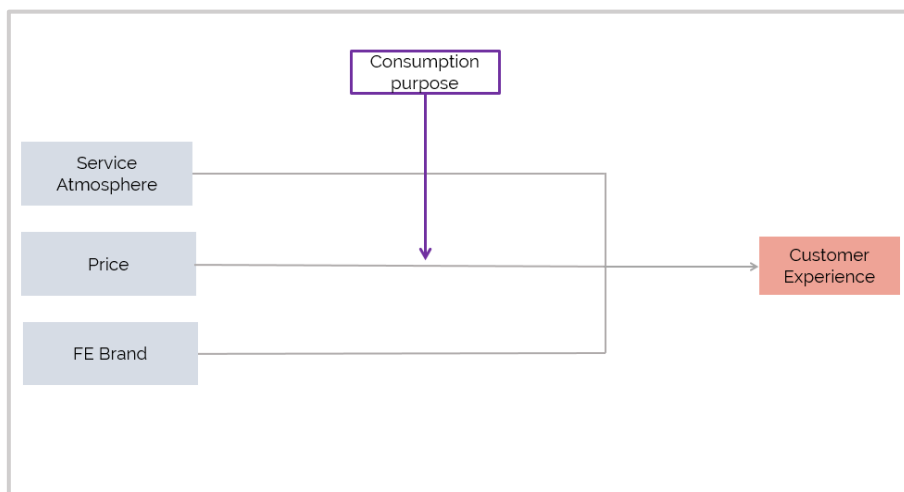 Consumption
purpose
Service
Atmosphere
Price
Customer
Experience
FE Brand